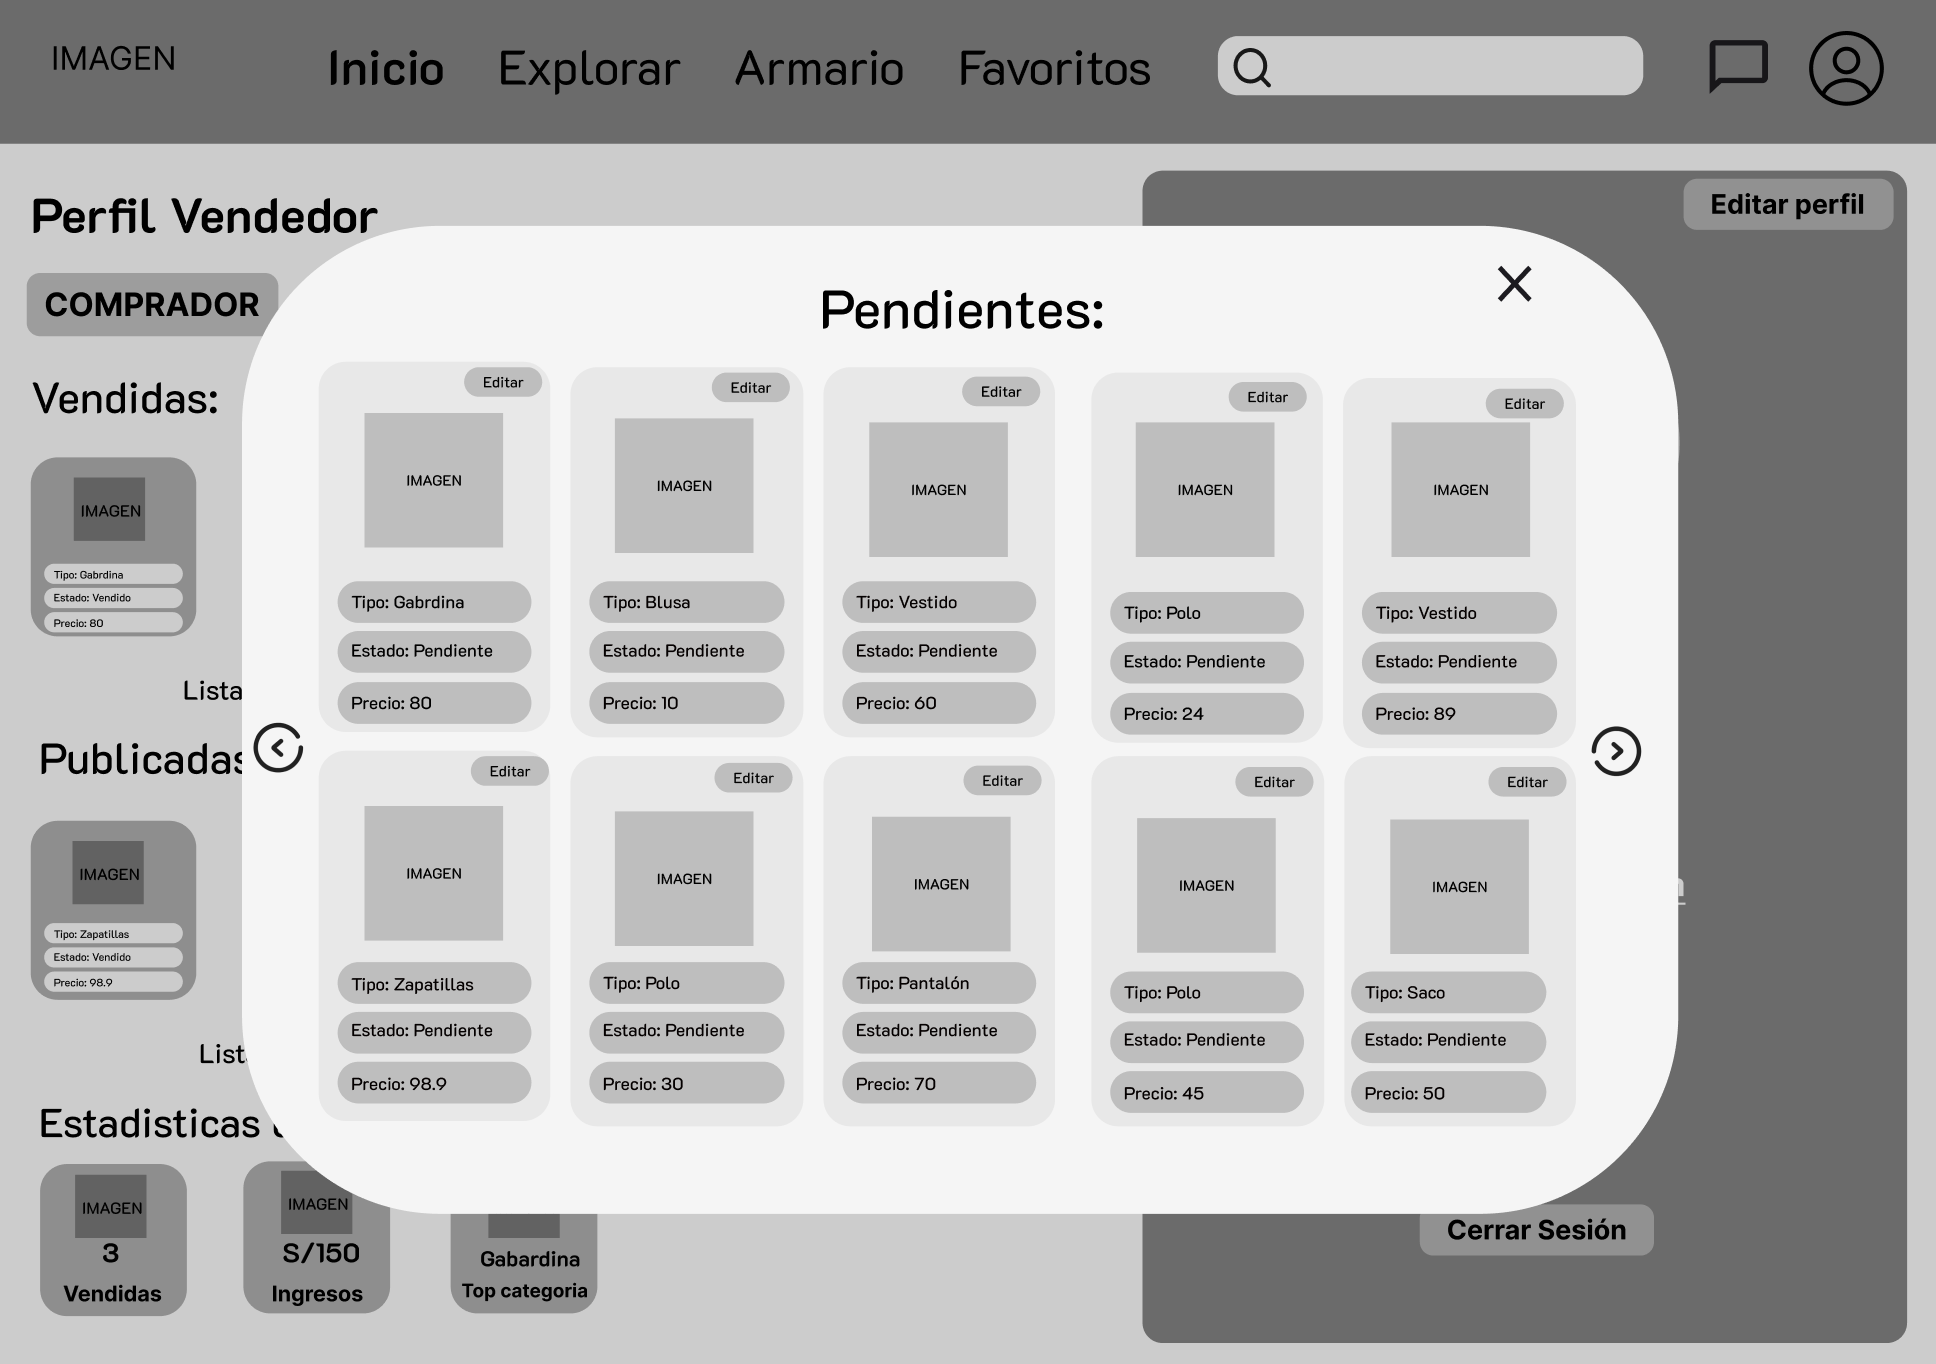 IMAGEN
Inicio Explorar Armario Favoritos
Perfil Vendedor
Editar perfil
COMPRADOR
Vendidas:
IMAGEN
Tipo: Gabrdina
Estado: Vendido
Precio: 80
Lista
Publicadas
IMAGEN
Tipo: Zapatillas
Estado: Vendido
Precio: 98.9
List
Estadisticas
IMAGEN
3
Vendidas
IMAGEN
S/150
Ingresos
Gabardina
Top categoria
Cerrar Sesión
Pendientes:
Editar
IMAGEN
Tipo: Gabrdina
Estado: Pendiente
Precio: 80
Editar
IMAGEN
Tipo: Blusa
Estado: Pendiente
Precio: 10
Editar
IMAGEN
Tipo: Vestido
Estado: Pendiente
Precio: 60
Editar
IMAGEN
Tipo: Polo
Estado: Pendiente
Precio: 24
Editar
IMAGEN
Tipo: Vestido
Estado: Pendiente
Precio: 89
Editar
IMAGEN
Tipo: Zapatillas
Estado: Pendiente
Precio: 98.9
Editar
IMAGEN
Tipo: Polo
Estado: Pendiente
Precio: 30
Editar
IMAGEN
Tipo: Pantalón
Estado: Pendiente
Precio: 70
Editar
IMAGEN
Tipo: Polo
Estado: Pendiente
Precio: 45
Editar
IMAGEN
Tipo: Saco
Estado: Pendiente
Precio: 50